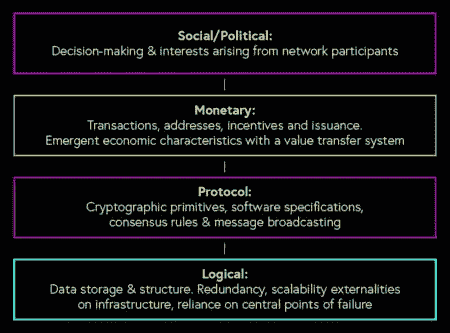 Social/Political:
Decision-making & interests arising from network participants
Monetary:
Transactions, addresses, incentives and issuance.
Emergent economic characteristics with a value transfer system
Protocol:
Cryptographic primitives, software specifications,
consensus rules & message broadcasting
Logical:
Data storage & structure. Redundancy, scalability externalities
on infrastructure, reliance on central points of failure